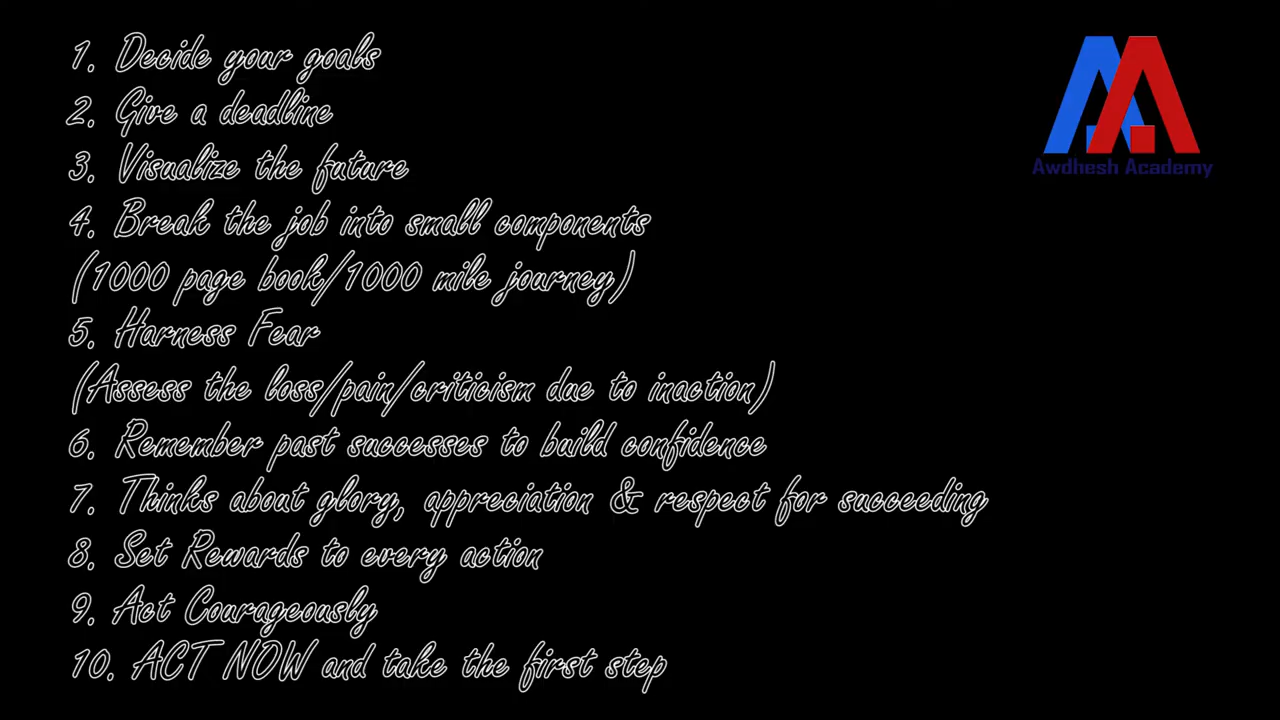 1. Decide your goals
2. Give a deadline
3. Visualize the future
4. Break the job into small components
(1000 page book/1000 mile journey)
5. Harness Fear
(Assess the loss/pain/criticism due to inaction)
6. Remember past successes to build confidence
7. Thinks about glory, appreciation & respect for succeeding
8. Set Rewards to every action
9. Act Courageously
10. ACT NOW and take the first step
AA
Awdhesh Academy